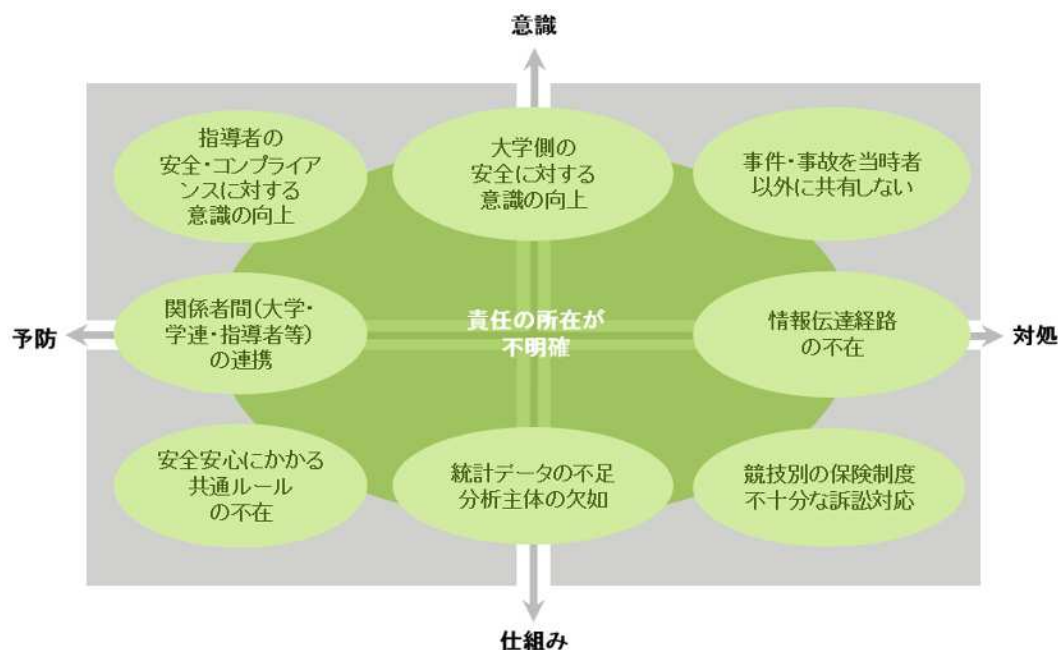 意識
指導者の
安全・コンプライア
ンスに対する
意識の向上
大学側の
安全に対する
意識の向上
事件・事故を当時者
以外に共有しない
予防
関係者間(大学・
学連・指導者等)
の連携
責任の所在が
不明確
情報伝達経路
の不在
対処
安全安心にかかる
共通ルール
の不在
統計データの不足
分析主体の欠如
競技別の保険制度
不十分な訴訟対応
仕組み